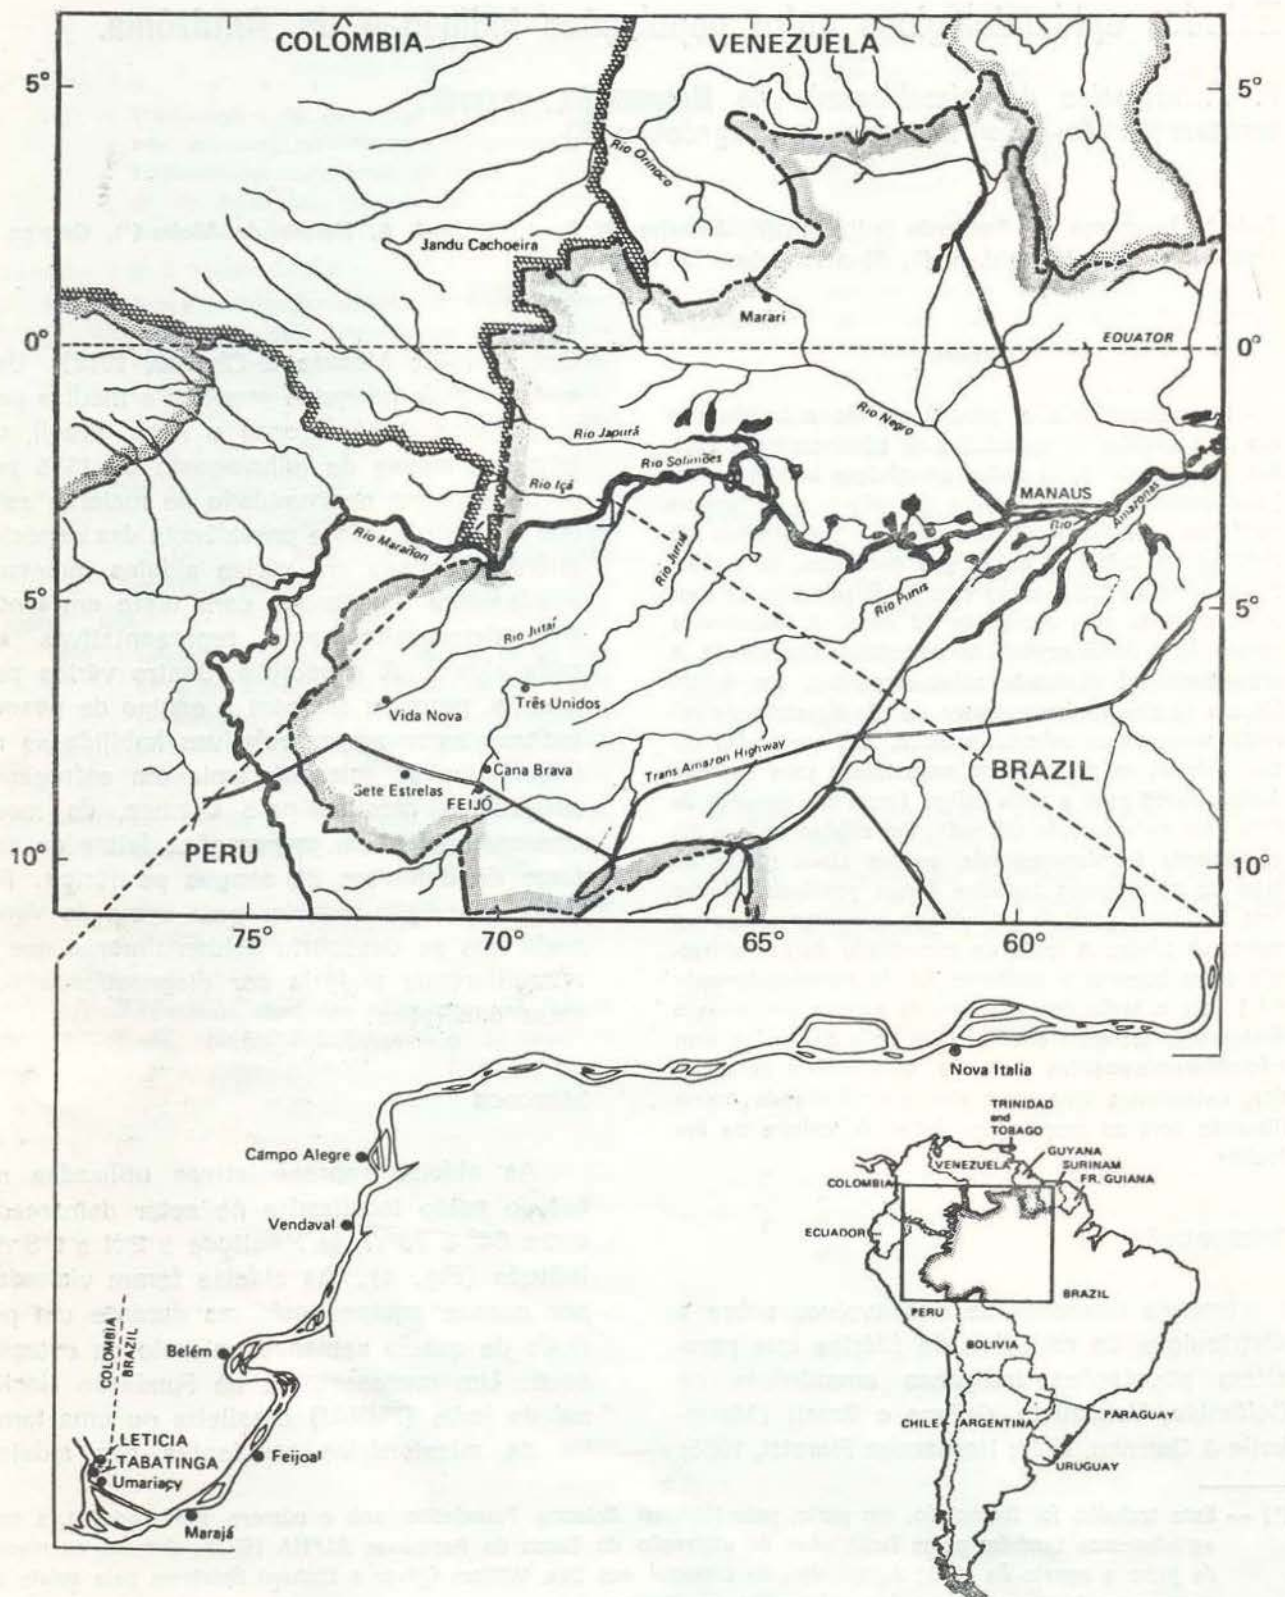 COLOMBIA
VENEZUELA
5°
5°
Rio Orinoco
Jandu Cachoeira
Marari
EQUATOR
0°
0°
Rio Negro
Rio Japurá
Rio Solimões
Rio Içá
MANAUS
Rio Amazonas
Rio Marañon
Rio Juruá
Rio Purus
5°
5°
Rio Jutaí
Três Unidos
Vida Nova
Trans Amazon Highway
BRAZIL
Cana Brava
Sete Estrelas
FEIJÓ
PERU
10°
10°
75°
70°
65°
60°
Nova Italia
TRINIDAD
and
TOBAGO
Campo Alegre
GUYANA
VENEZUELA
SURINAM
COLOMBIA
FR. GUIANA
Vendaval
ECUADOR
BRAZIL
PERU
COLOMBIA
BRAZIL
BOLIVIA
Belém
PARAGUAY
CHILE
ARGENTINA
LETICIA
TABATINGA
Feijoal
Umariaçy
URUGUAY
Marajá